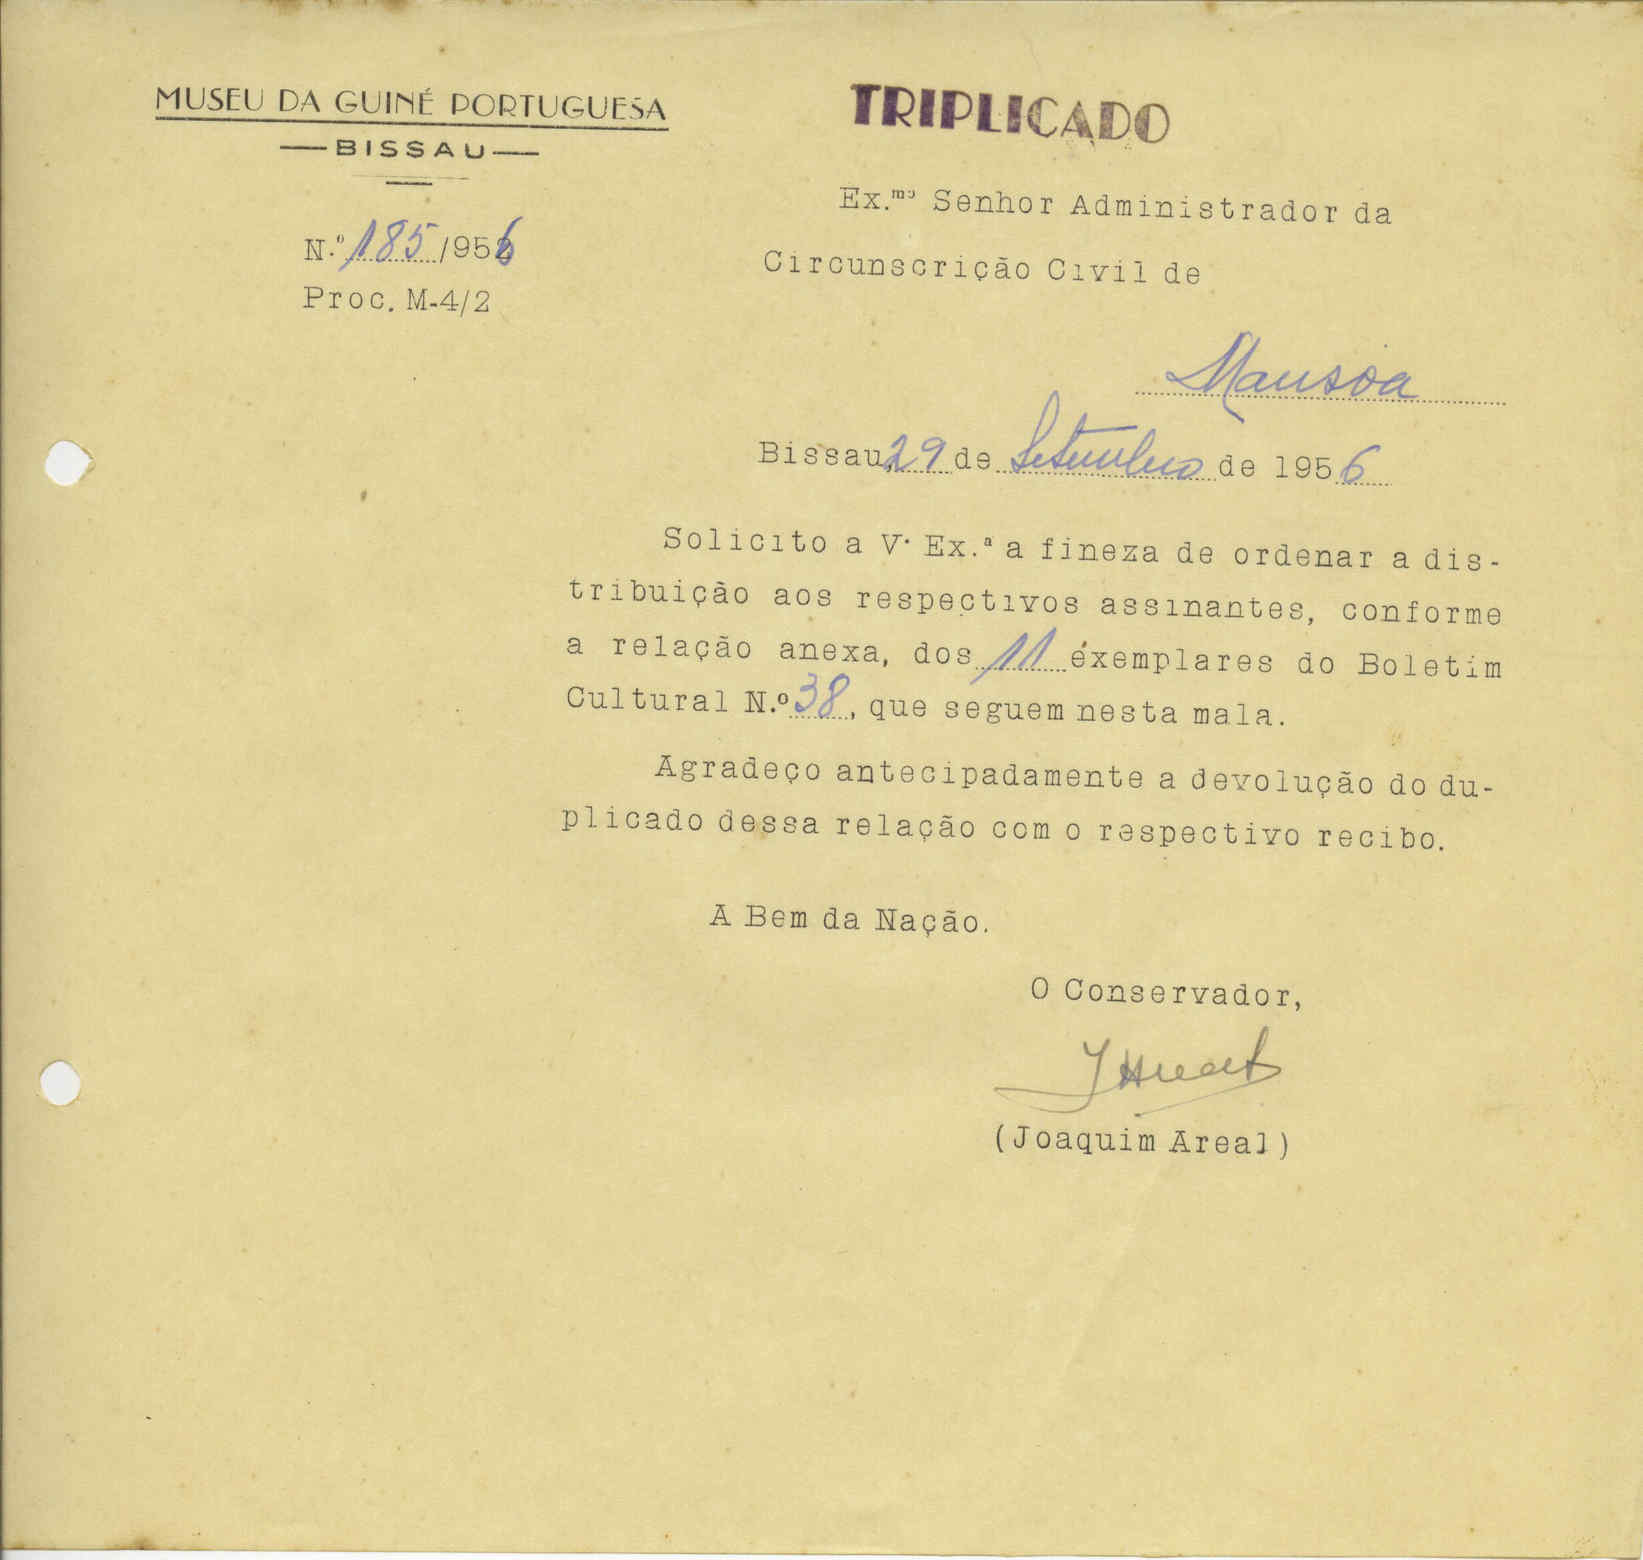 MUSEU DA GUINÉ PORTUGUESA
—BISSAU—
N.º 185/956
Proc. M-4/2
TRIPLICADO
Ex.mo Senhor Administrador da
Circunscrição Civil de
Mansoa
Bissau, 29 de Setembro de 1956
Solicito a V. Ex.ª a fineza de ordenar a dis-
tribuição aos respectivos assinantes, conforme
a relação anexa, dos 11 exemplares do Boletim
Cultural N.º 38, que seguem nesta mala.
Agradeço antecipadamente a devolução do du-
plicado dessa relação com o respectivo recibo.
A Bem da Nação.
O Conservador,
(Joaquim Areal)